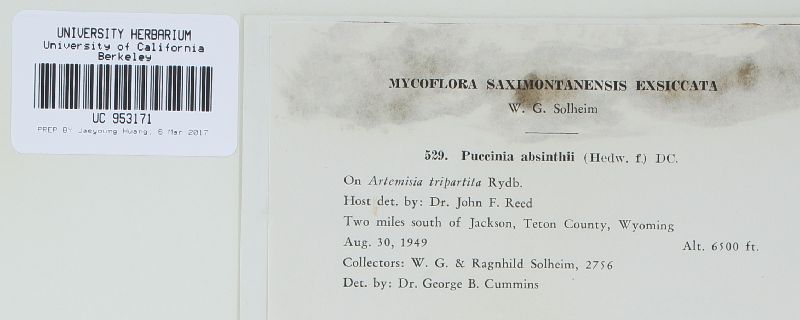 UNIVERSITY HERBARIUM
University of California
Berkeley
UC 953171
PREP BY Jaeyoung Huang, 6 Mar 2017
MYCOFLORA SAXIMONTANENSIS EXSICCATA
W. G. Solheim
529. Puccinia absinthii (Hedw. f.) DC.
On Artemisia tripartita Rydb.
Host det. by: Dr. John F. Reed
Two miles south of Jackson, Teton County, Wyoming
Aug. 30, 1949 Alt. 6500 ft.
Collectors: W. G. & Ragnhild Solheim, 2756
Det. by: Dr. George B. Cummins